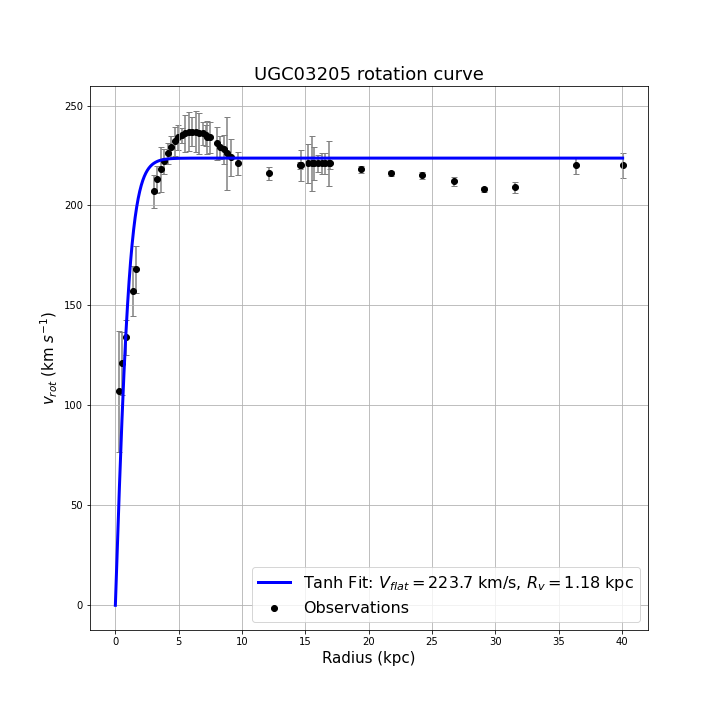 UGC03205 rotation curve
250
200
150
100
50
0
v_rot (km s⁻¹)
Tanh Fit: V_flat = 223.7 km/s, R_v = 1.18 kpc
Observations
0 5 10 15 20 25 30 35 40
Radius (kpc)